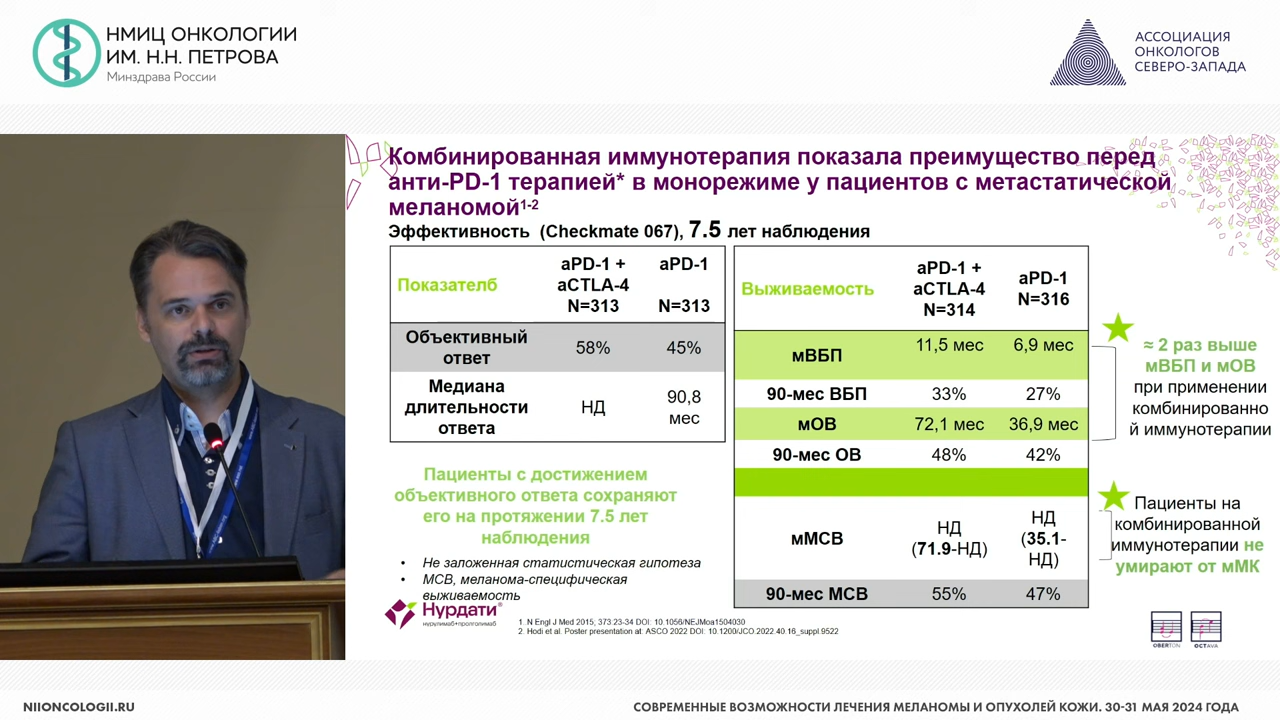 НМИЦ ОНКОЛОГИИ
ИМ. Н.Н. ПЕТРОВА
Минздрава России
АССОЦИАЦИЯ
ОНКОЛОГОВ
СЕВЕРО-ЗАПАДА
Комбинированная иммунотерапия показала преимущество перед
анти-PD-1 терапией* в монорежиме у пациентов с метастатической
меланомой1-2
Эффективность (Checkmate 067), 7.5 лет наблюдения
Показателб
aPD-1 +
aCTLA-4
N=313
aPD-1
N=313
Объективный
ответ
58%
45%
Медиана
длительности
ответа
НД
90,8
мес
Пациенты с достижением
объективного ответа сохраняют
его на протяжении 7.5 лет
наблюдения
• Не заложенная статистическая гипотеза
• МСВ, меланома-специфическая
выживаемость
Выживаемость
aPD-1 +
aCTLA-4
N=314
aPD-1
N=316
мВБП
11,5 мес
6,9 мес
90-мес ВБП
33%
27%
мОВ
72,1 мес
36,9 мес
90-мес ОВ
48%
42%
мМСВ
НД
(71.9-НД)
НД
(35.1-
НД)
90-мес МСВ
55%
47%
≈ 2 раз выше
мВБП и мОВ
при применении
комбинированно
й иммунотерапии
Пациенты на
комбинированной
иммунотерапии не
умирают от мМК
Нурдати®
нурулимаб+пролголимаб
1. N Engl J Med 2015; 373:23-34 DOI: 10.1056/NEJMoa1504030
2. Hodi et al. Poster presentation at: ASCO 2022 DOI: 10.1200/JCO.2022.40.16_suppl.9522
OBERTON
OCTAVA
NIIONCOLOGII.RU
СОВРЕМЕННЫЕ ВОЗМОЖНОСТИ ЛЕЧЕНИЯ МЕЛАНОМЫ И ОПУХОЛЕЙ КОЖИ. 30-31 МАЯ 2024 ГОДА